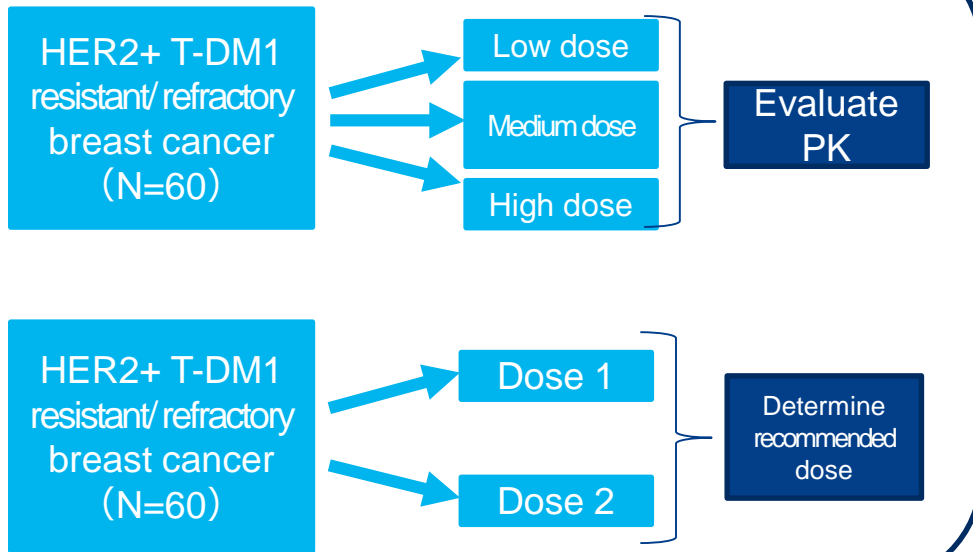 HER2+ T-DM1
resistant/ refractory
breast cancer
（N=60）
Low dose
Medium dose
High dose
Evaluate
PK
HER2+ T-DM1
resistant/ refractory
breast cancer
（N=60）
Dose 1
Dose 2
Determine
recommended
dose